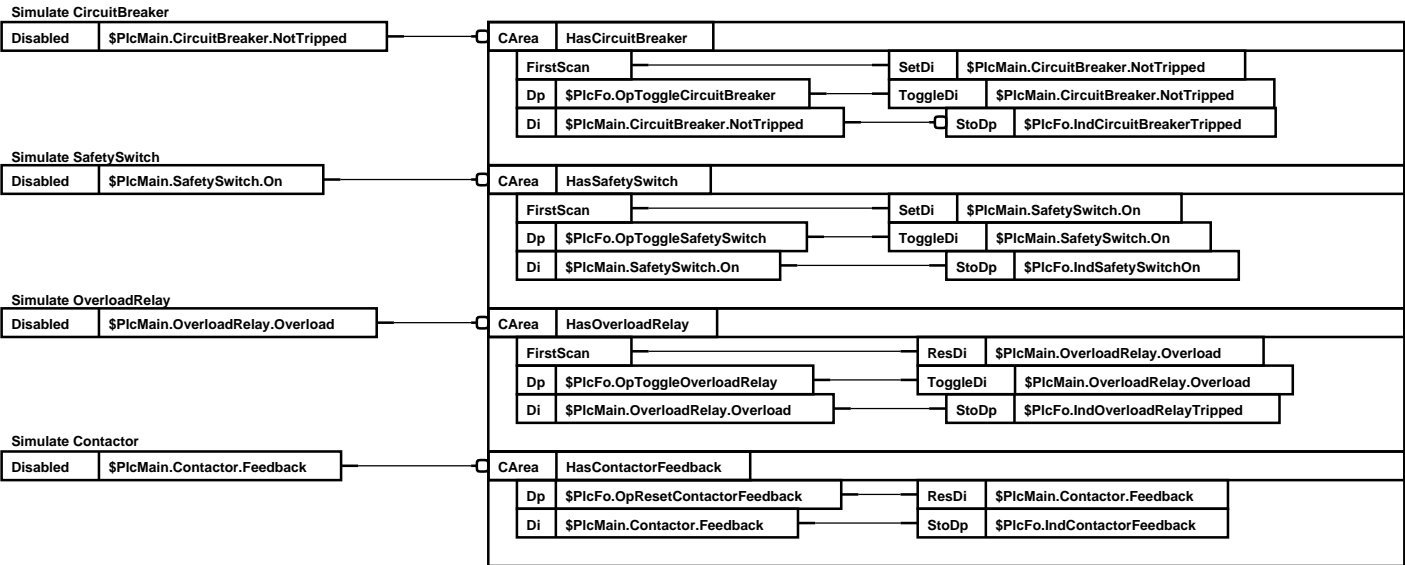 Simulate CircuitBreaker
Disabled $PlcMain.CircuitBreaker.NotTripped CArea HasCircuitBreaker
FirstScan SetDi $PlcMain.CircuitBreaker.NotTripped
Dp $PlcFo.OpToggleCircuitBreaker ToggleDi $PlcMain.CircuitBreaker.NotTripped
Di $PlcMain.CircuitBreaker.NotTripped StoDp $PlcFo.IndCircuitBreakerTripped
Simulate SafetySwitch
Disabled $PlcMain.SafetySwitch.On CArea HasSafetySwitch
FirstScan SetDi $PlcMain.SafetySwitch.On
Dp $PlcFo.OpToggleSafetySwitch ToggleDi $PlcMain.SafetySwitch.On
Di $PlcMain.SafetySwitch.On StoDp $PlcFo.IndSafetySwitchOn
Simulate OverloadRelay
Disabled $PlcMain.OverloadRelay.Overload CArea HasOverloadRelay
FirstScan ResDi $PlcMain.OverloadRelay.Overload
Dp $PlcFo.OpToggleOverloadRelay ToggleDi $PlcMain.OverloadRelay.Overload
Di $PlcMain.OverloadRelay.Overload StoDp $PlcFo.IndOverloadRelayTripped
Simulate Contactor
Disabled $PlcMain.Contactor.Feedback CArea HasContactorFeedback
Dp $PlcFo.OpResetContactorFeedback ResDi $PlcMain.Contactor.Feedback
Di $PlcMain.Contactor.Feedback StoDp $PlcFo.IndContactorFeedback